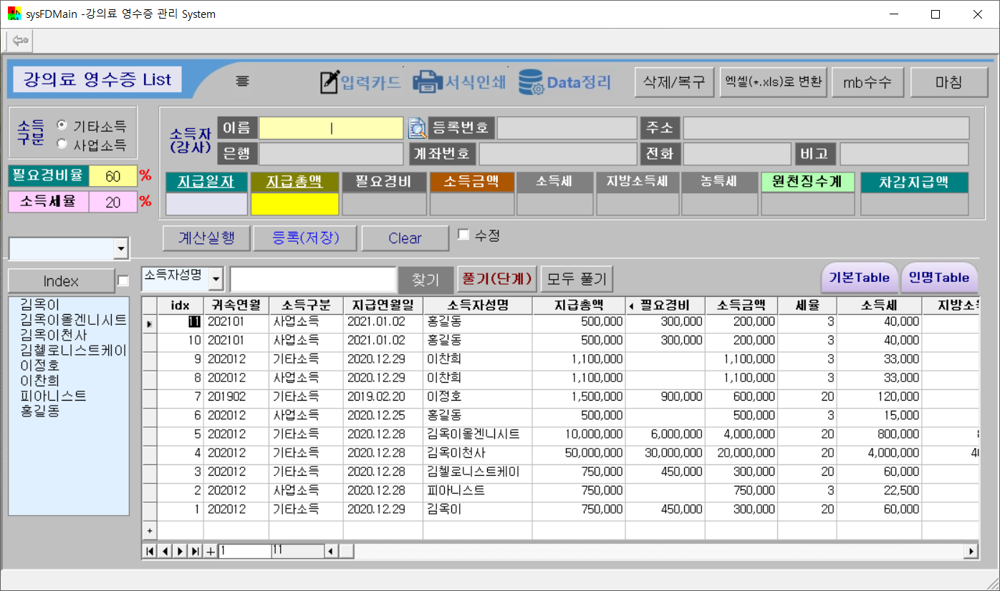 sysFDMain -강의료 영수증 관리 System
강의료 영수증 List 입력카드 서식인쇄 Data정리 삭제/복구 엑셀(*.xls)로 변환 mb수수 마침
소득구분 기타소득 사업소득
소득자(강사) 이름 등록번호 주소
은행 계좌번호 전화 비고
필요경비율 60 %
소득세율 20 %
지급일자 지급총액 필요경비 소득금액 소득세 지방소득세 농특세 원천징수계 차감지급액
계산실행 등록(저장) Clear 수정
Index 소득자성명 찾기 풀기(단계) 모두 풀기 기본Table 인명Table
김옥이
김옥이올겐니시트
김옥이천사
김첼로니스트케이
이정호
이찬희
피아니스트
홍길동
idx 귀속연월 소득구분 지급연월일 소득자성명 지급총액 필요경비 소득금액 세율 소득세
11 202101 사업소득 2021.01.02 홍길동 500,000 300,000 200,000 3 40,000
10 202101 사업소득 2021.01.02 홍길동 500,000 300,000 200,000 3 40,000
9 202012 기타소득 2020.12.29 이찬희 1,100,000 1,100,000 3 33,000
8 202012 사업소득 2020.12.29 이찬희 1,100,000 1,100,000 3 33,000
7 201902 기타소득 2019.02.20 이정호 1,500,000 900,000 600,000 20 120,000
6 202012 사업소득 2020.12.25 홍길동 500,000 500,000 3 15,000
5 202012 기타소득 2020.12.28 김옥이올겐니시트 10,000,000 6,000,000 4,000,000 20 800,000
4 202012 기타소득 2020.12.28 김옥이천사 50,000,000 30,000,000 20,000,000 20 4,000,000
3 202012 기타소득 2020.12.28 김첼로니스트케이 750,000 450,000 300,000 20 60,000
2 202012 사업소득 2020.12.28 피아니스트 750,000 750,000 3 22,500
1 202012 기타소득 2020.12.29 김옥이 750,000 450,000 300,000 20 60,000
1 11